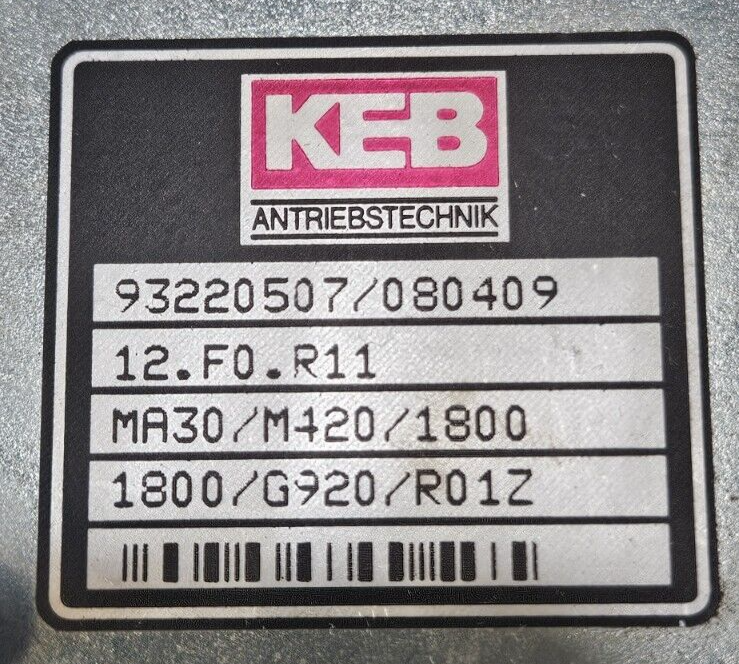 KEB
ANTRIEBSTECHNIK
93220507/080409
12.F0.R11
MA30/M420/1800
1800/G920/R01Z